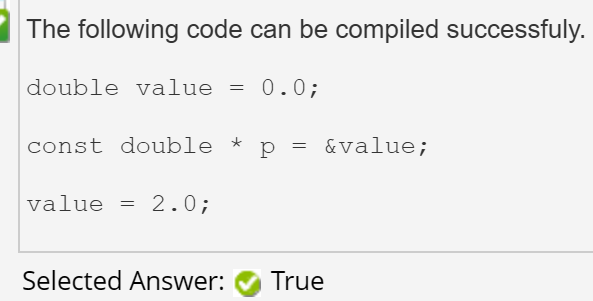 The following code can be compiled successfuly.
double value = 0.0;
const double * p = &value;
value = 2.0;
Selected Answer: True